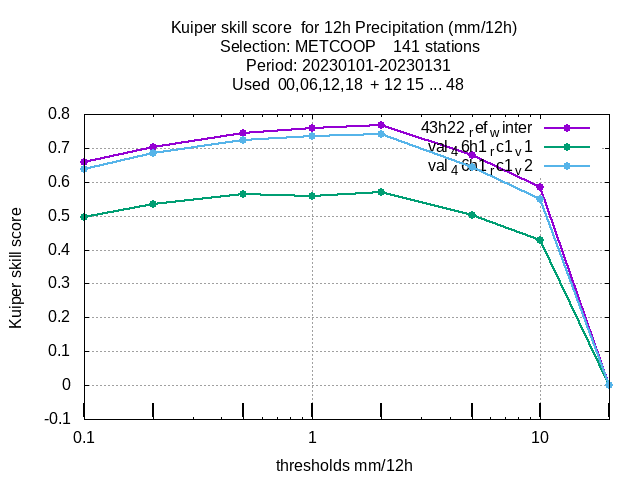 Kuiper skill score  for 12h Precipitation (mm/12h)
Selection: METCOOP    141 stations
Period: 20230101-20230131
Used  00,06,12,18  + 12 15 ... 48
0.8
0.7
0.6
0.5
0.4
0.3
0.2
0.1
0
-0.1
Kuiper skill score
43h22_ref_winter
val_46h1_rc1_v1
val_46h1_rc1_v2
0.1 1 10
thresholds mm/12h